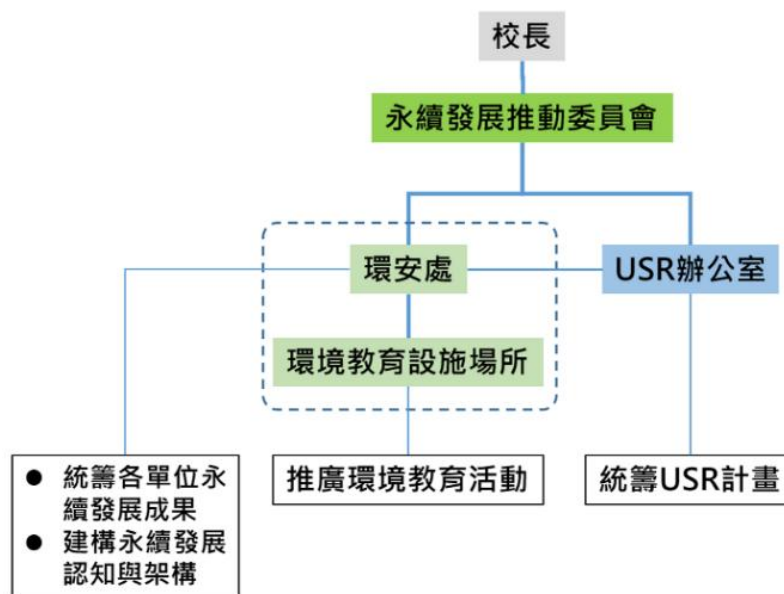 校長
永續發展推動委員會
環安處
USR辦公室
環境教育設施場所
● 統籌各單位永
續發展成果
● 建構永續發展
認知與架構
推廣環境教育活動
統籌USR計畫